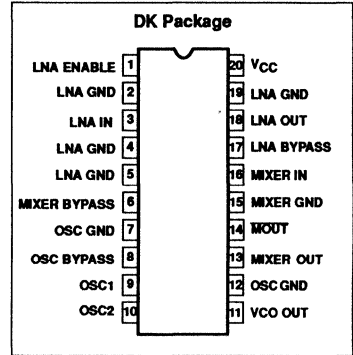 DK Package
LNA ENABLE 1 20 VCC
LNA GND 2 19 LNA GND
LNA IN 3 18 LNA OUT
LNA GND 4 17 LNA BYPASS
LNA GND 5 16 MIXER IN
MIXER BYPASS 6 15 MIXER GND
OSC GND 7 14 MOUT
OSC BYPASS 8 13 MIXER OUT
OSC1 9 12 OSC GND
OSC2 10 11 VCO OUT